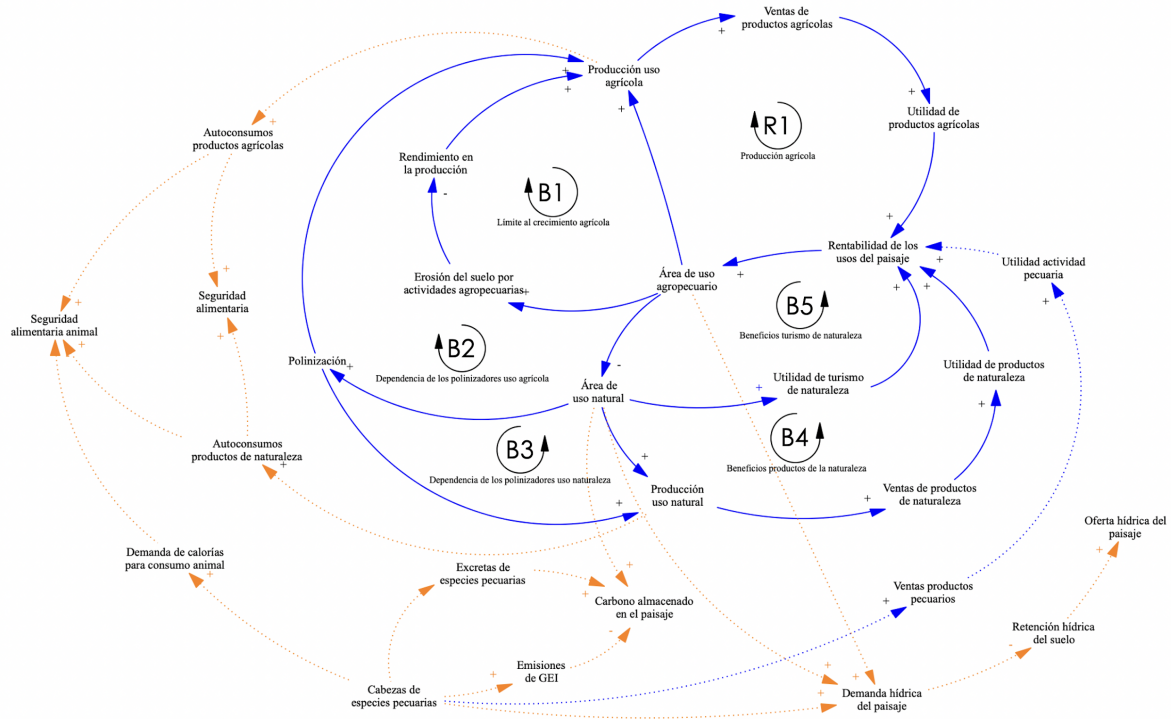 Ventas de
productos agrícolas
+
Producción uso
agrícola
+
+
+
Utilidad de
productos agrícolas
+
Autoconsumos
productos agrícolas
+
R1
Producción agrícola
Rendimiento en
la producción
-
B1
Límite al crecimiento agrícola
Rentabilidad de los
usos del paisaje
+
+
+
+
Utilidad actividad
pecuaria
+
Área de uso
agropecuario
+
Erosión del suelo por
actividades agropecuarias
+
Seguridad
alimentaria
+
+
Seguridad
alimentaria animal
+
+
B5
Beneficios turismo de naturaleza
B2
Dependencia de los polinizadores uso agrícola
Polinización
+
Área de
uso natural
-
Utilidad de turismo
de naturaleza
+
Utilidad de productos
de naturaleza
+
Autoconsumos
productos de naturaleza
+
B3
Dependencia de los polinizadores uso naturaleza
B4
Beneficios productos de la naturaleza
Producción
uso natural
+
+
Ventas de productos
de naturaleza
+
Oferta hídrica del
paisaje
+
Demanda de calorías
para consumo animal
+
Excretas de
especies pecuarias
Carbono almacenado
en el paisaje
+
+
-
Ventas productos
pecuarios
+
Retención hídrica
del suelo
-
Emisiones
de GEI
+
Cabezas de
especies pecuarias
Demanda hídrica
del paisaje
+
+
+